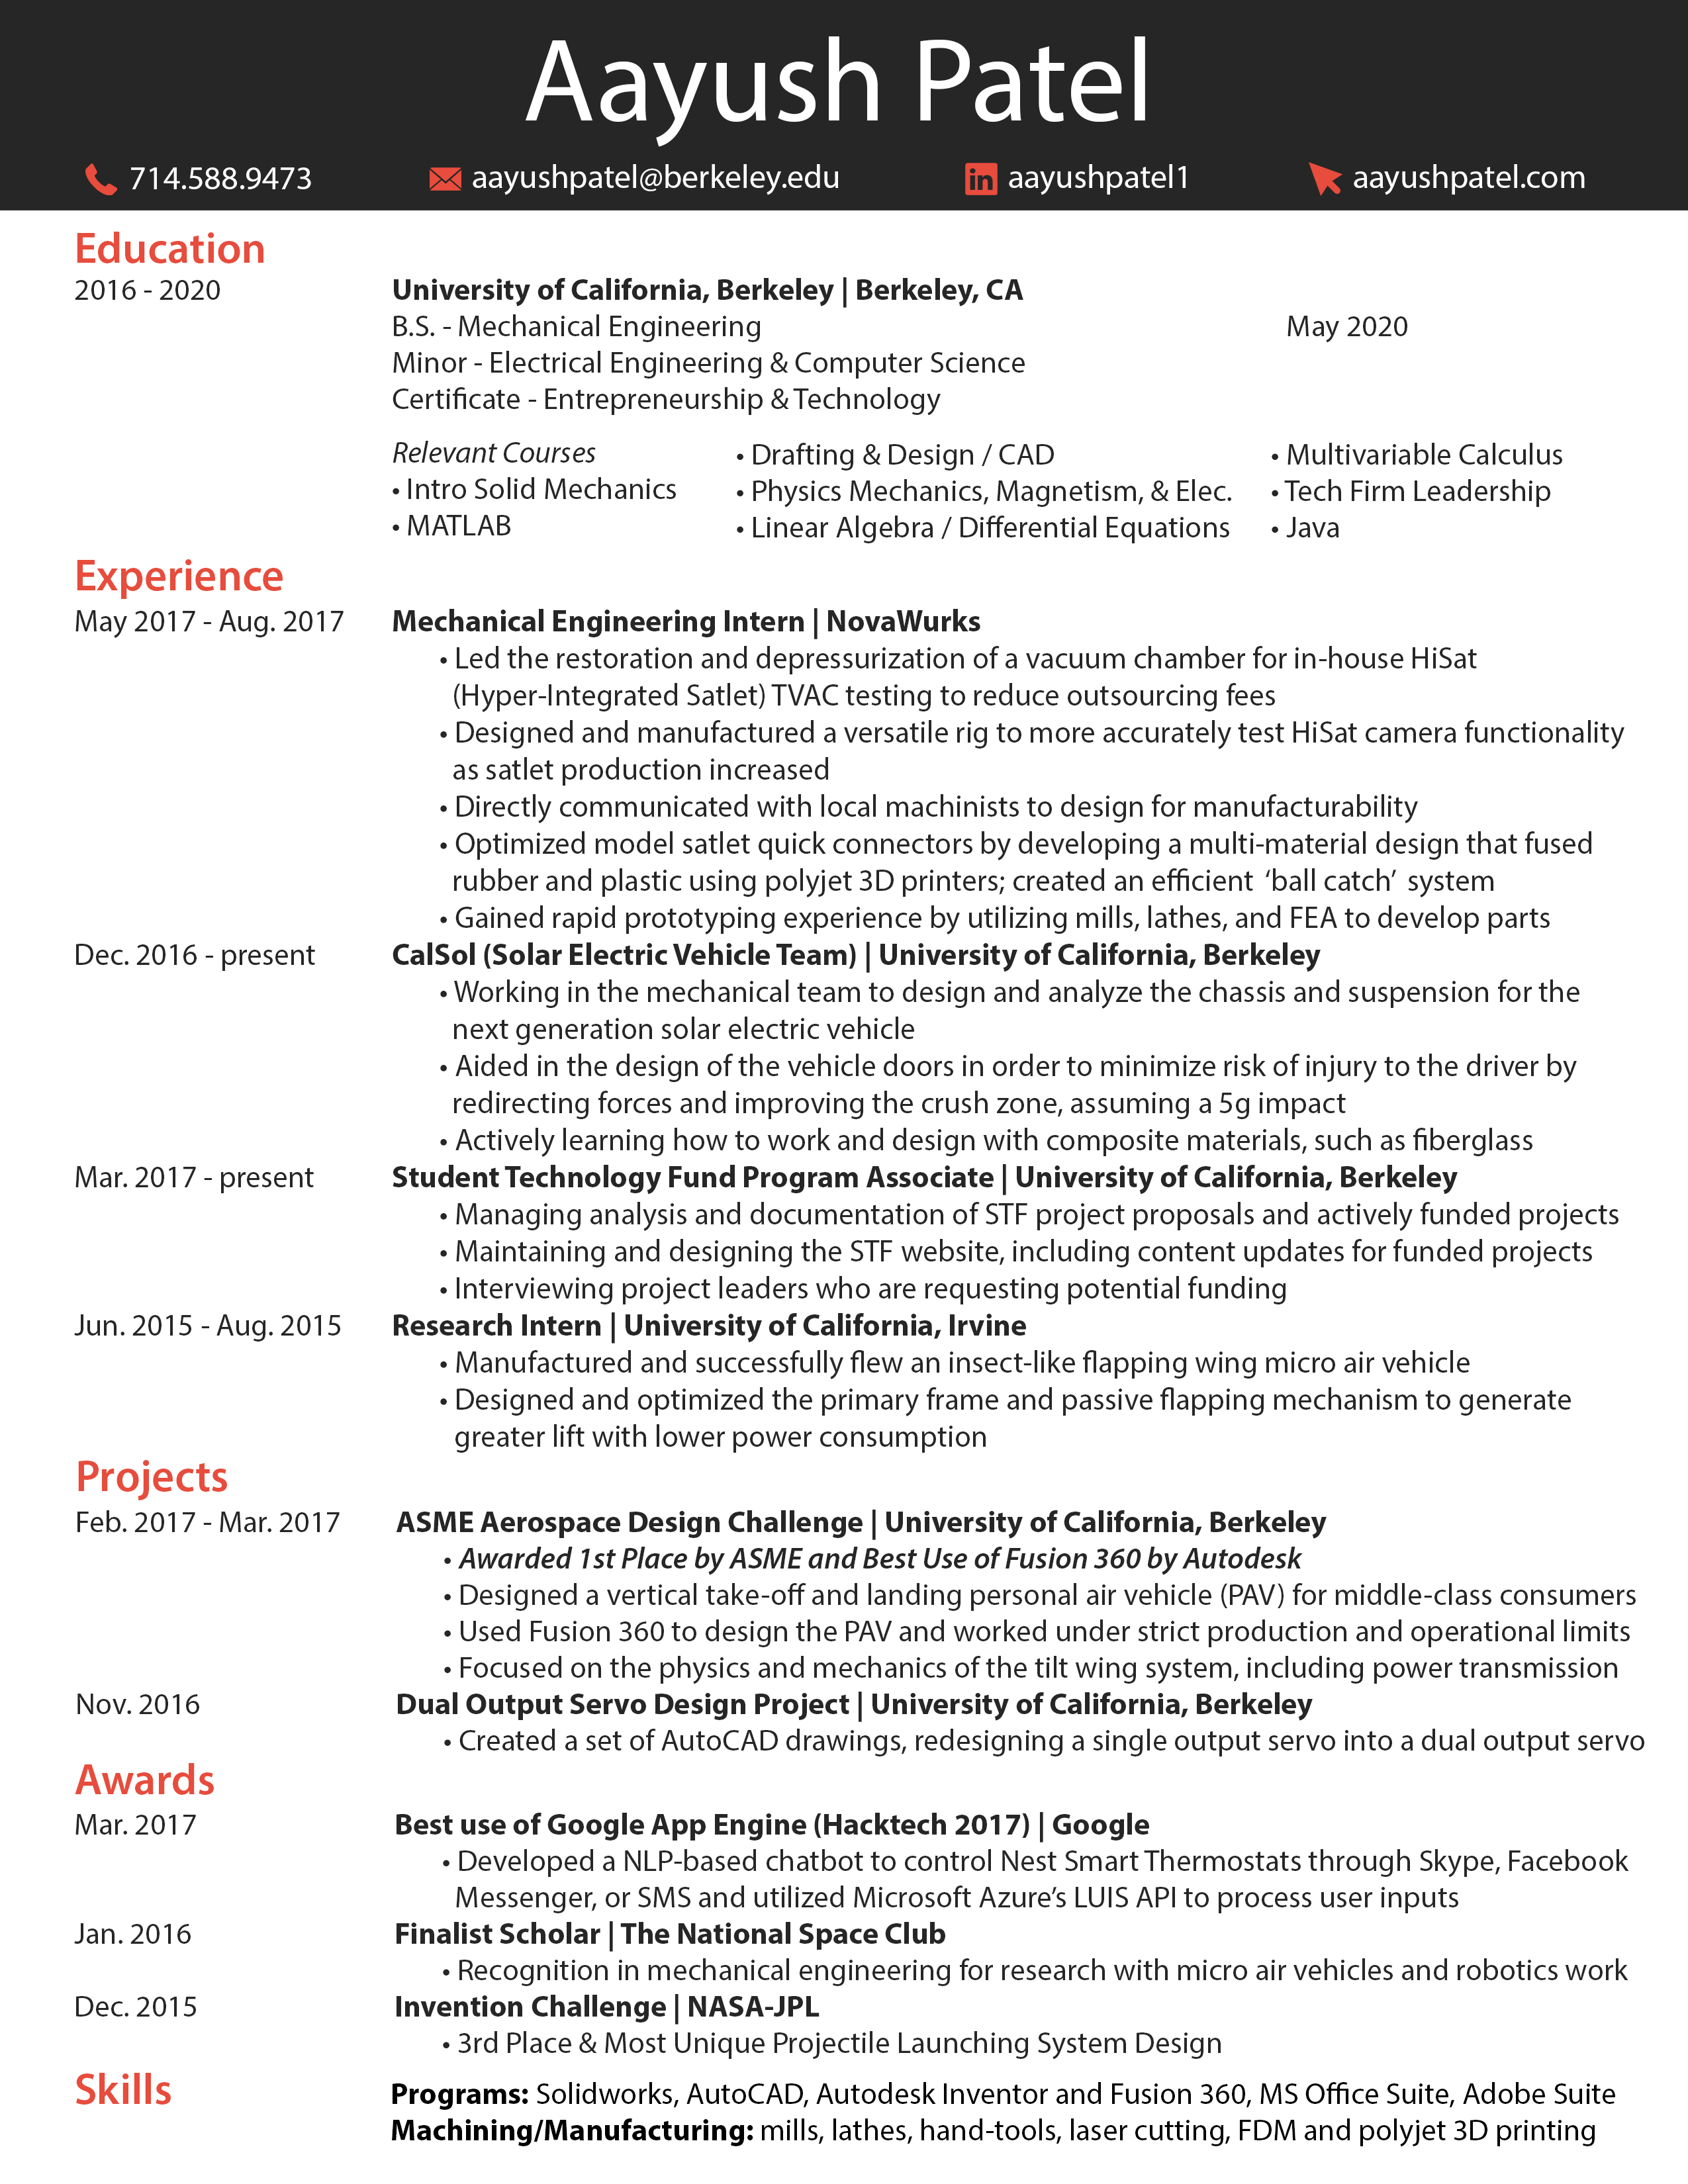 Aayush Patel
714.588.9473 aayushpatel@berkeley.edu aayushpatel1 aayushpatel.com
Education
2016 - 2020 University of California, Berkeley | Berkeley, CA
B.S. - Mechanical Engineering May 2020
Minor - Electrical Engineering & Computer Science
Certificate - Entrepreneurship & Technology
Relevant Courses • Drafting & Design / CAD • Multivariable Calculus
• Intro Solid Mechanics • Physics Mechanics, Magnetism, & Elec. • Tech Firm Leadership
• MATLAB • Linear Algebra / Differential Equations • Java
Experience
May 2017 - Aug. 2017 Mechanical Engineering Intern | NovaWurks
• Led the restoration and depressurization of a vacuum chamber for in-house HiSat
(Hyper-Integrated Satlet) TVAC testing to reduce outsourcing fees
• Designed and manufactured a versatile rig to more accurately test HiSat camera functionality
as satlet production increased
• Directly communicated with local machinists to design for manufacturability
• Optimized model satlet quick connectors by developing a multi-material design that fused
rubber and plastic using polyjet 3D printers; created an efficient ‘ball catch’ system
• Gained rapid prototyping experience by utilizing mills, lathes, and FEA to develop parts
Dec. 2016 - present CalSol (Solar Electric Vehicle Team) | University of California, Berkeley
• Working in the mechanical team to design and analyze the chassis and suspension for the
next generation solar electric vehicle
• Aided in the design of the vehicle doors in order to minimize risk of injury to the driver by
redirecting forces and improving the crush zone, assuming a 5g impact
• Actively learning how to work and design with composite materials, such as fiberglass
Mar. 2017 - present Student Technology Fund Program Associate | University of California, Berkeley
• Managing analysis and documentation of STF project proposals and actively funded projects
• Maintaining and designing the STF website, including content updates for funded projects
• Interviewing project leaders who are requesting potential funding
Jun. 2015 - Aug. 2015 Research Intern | University of California, Irvine
• Manufactured and successfully flew an insect-like flapping wing micro air vehicle
• Designed and optimized the primary frame and passive flapping mechanism to generate
greater lift with lower power consumption
Projects
Feb. 2017 - Mar. 2017 ASME Aerospace Design Challenge | University of California, Berkeley
• Awarded 1st Place by ASME and Best Use of Fusion 360 by Autodesk
• Designed a vertical take-off and landing personal air vehicle (PAV) for middle-class consumers
• Used Fusion 360 to design the PAV and worked under strict production and operational limits
• Focused on the physics and mechanics of the tilt wing system, including power transmission
Nov. 2016 Dual Output Servo Design Project | University of California, Berkeley
• Created a set of AutoCAD drawings, redesigning a single output servo into a dual output servo
Awards
Mar. 2017 Best use of Google App Engine (Hacktech 2017) | Google
• Developed a NLP-based chatbot to control Nest Smart Thermostats through Skype, Facebook
Messenger, or SMS and utilized Microsoft Azure’s LUIS API to process user inputs
Jan. 2016 Finalist Scholar | The National Space Club
• Recognition in mechanical engineering for research with micro air vehicles and robotics work
Dec. 2015 Invention Challenge | NASA-JPL
• 3rd Place & Most Unique Projectile Launching System Design
Skills Programs: Solidworks, AutoCAD, Autodesk Inventor and Fusion 360, MS Office Suite, Adobe Suite
Machining/Manufacturing: mills, lathes, hand-tools, laser cutting, FDM and polyjet 3D printing